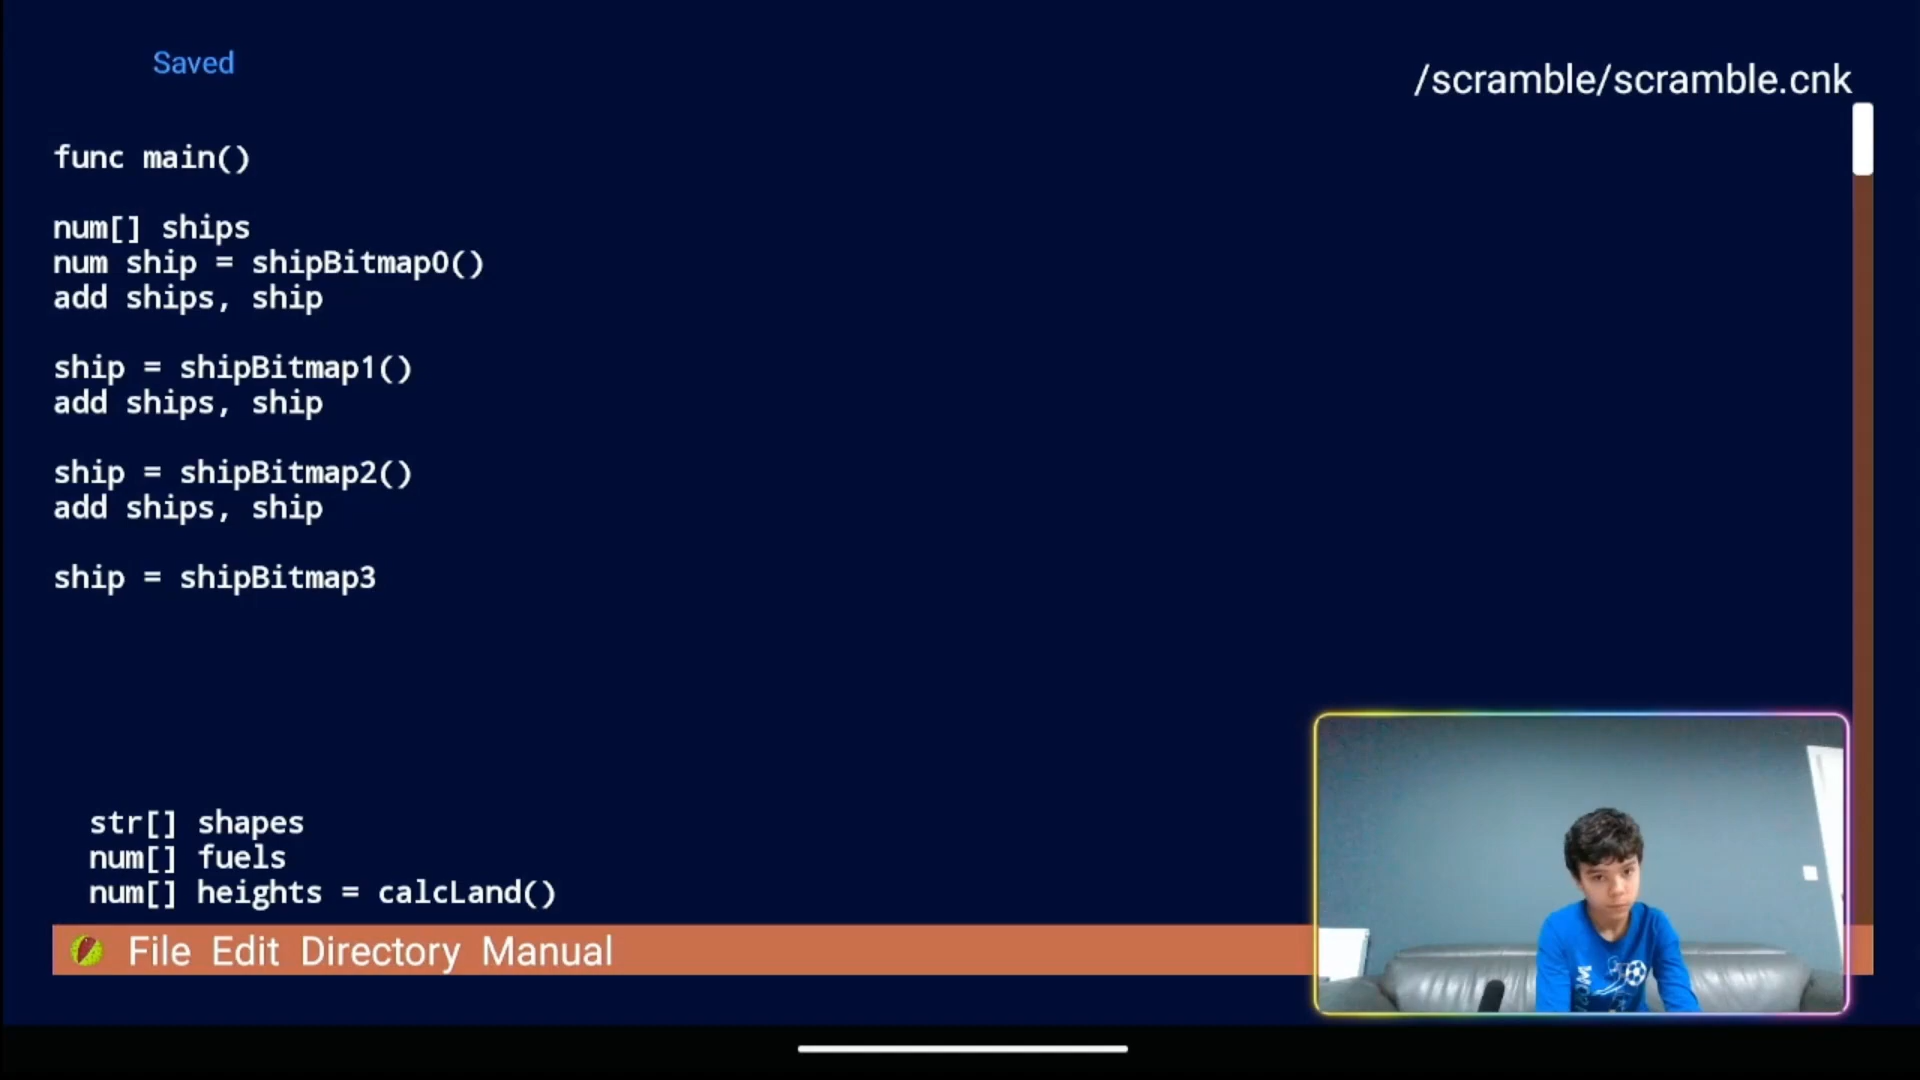 Saved
/scramble/scramble.cnk
func main()
num[] ships
num ship = shipBitmap0()
add ships, ship
ship = shipBitmap1()
add ships, ship
ship = shipBitmap2()
add ships, ship
ship = shipBitmap3
str[] shapes
num[] fuels
num[] heights = calcLand()
File Edit Directory Manual